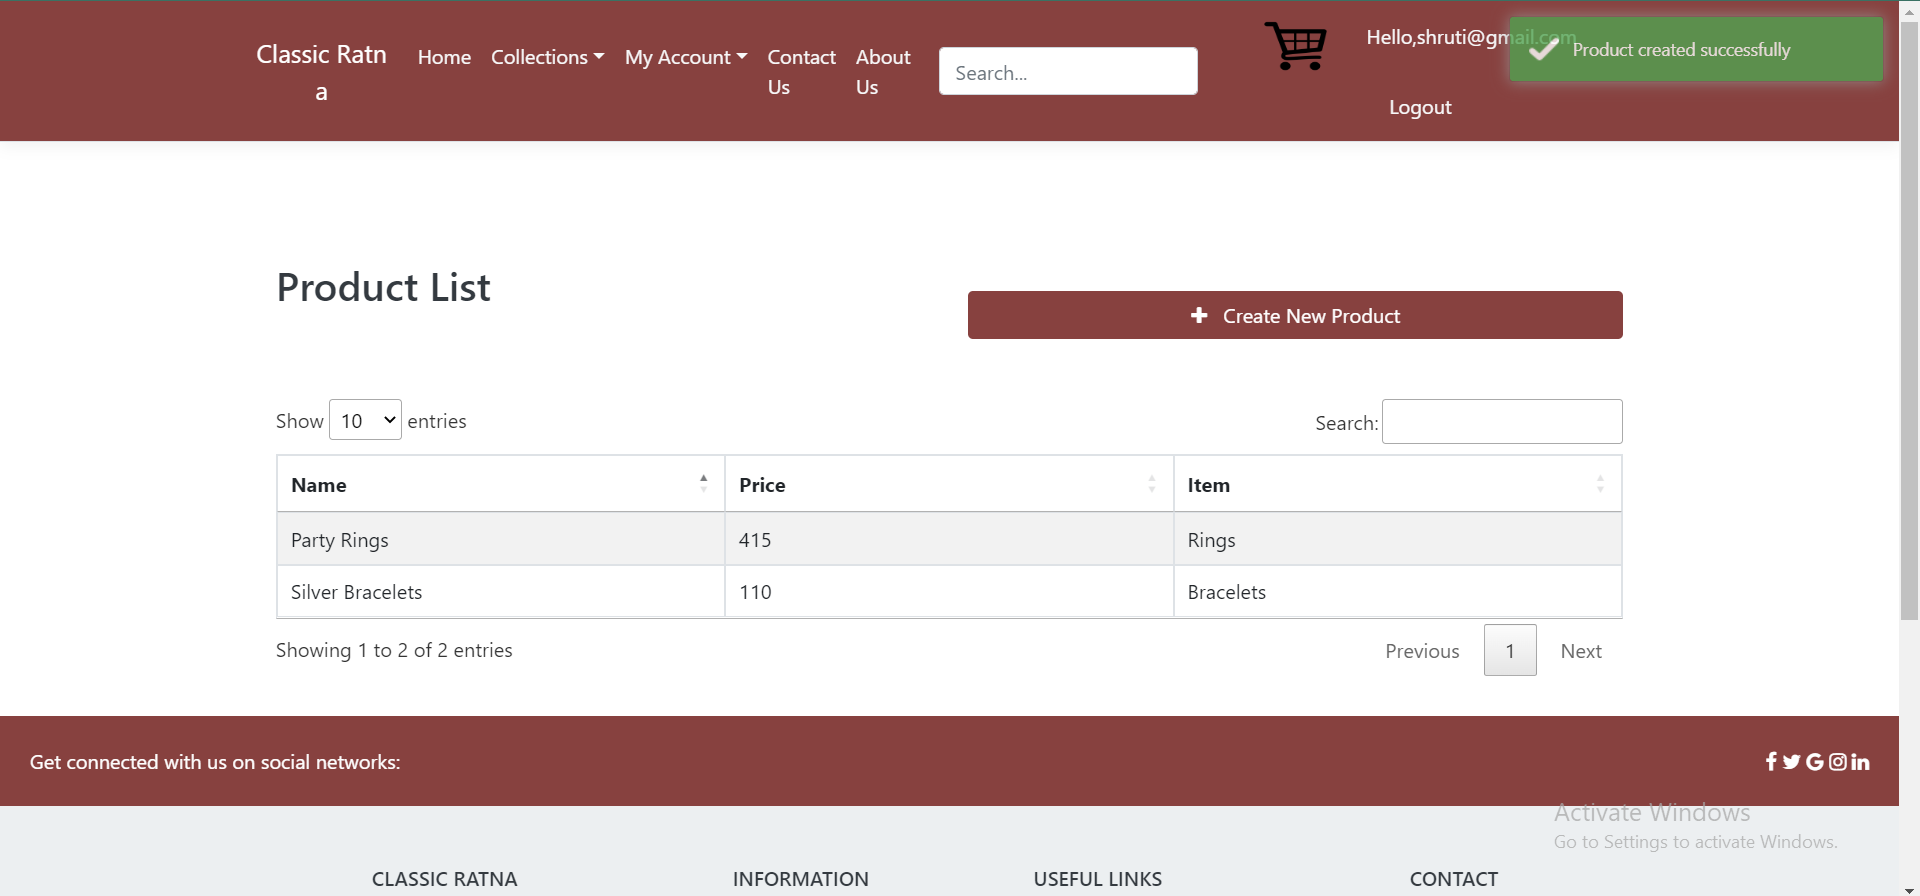 Classic Ratn
a
Home
Collections
My Account
Contact
Us
About
Us
Search...
Hello,shruti@gmail.com
Logout
Product created successfully
Product List
Create New Product
Show 10 entries
Search:
Name Price Item
Party Rings 415 Rings
Silver Bracelets 110 Bracelets
Showing 1 to 2 of 2 entries
Previous 1 Next
Get connected with us on social networks:
Activate Windows
Go to Settings to activate Windows.
CLASSIC RATNA INFORMATION USEFUL LINKS CONTACT